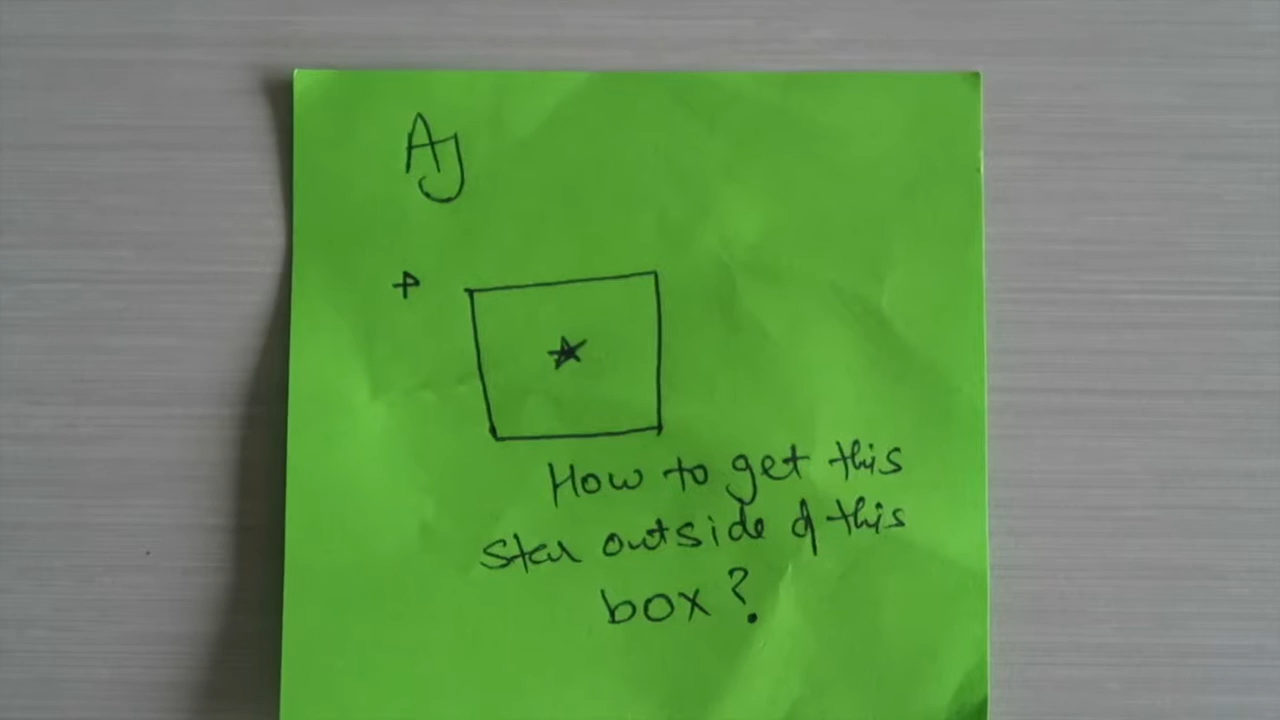 AJ
How to get this
star outside of this
box?